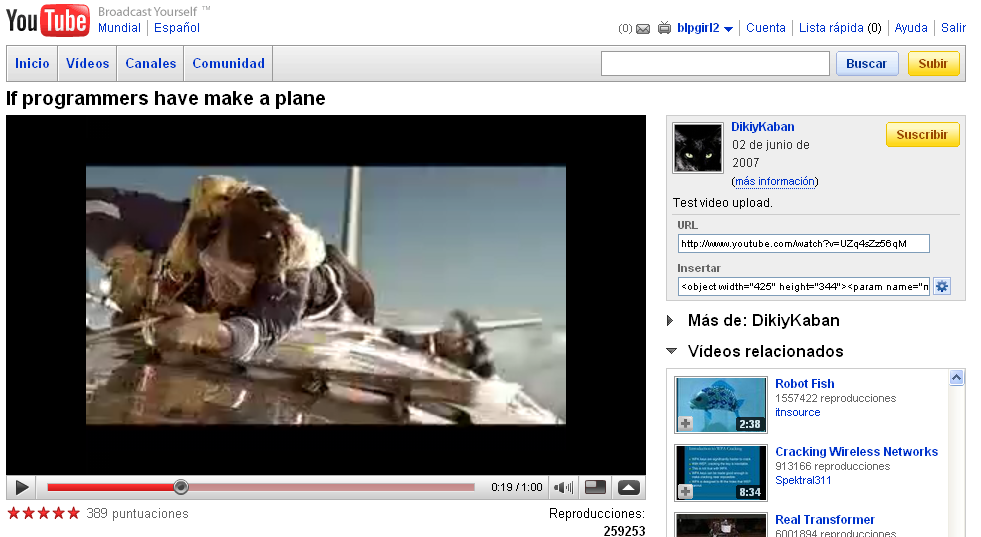 YouTube Broadcast Yourself ™
Mundial Español
(0) blpgirl2 Cuenta Lista rápida (0) Ayuda Salir
Inicio Vídeos Canales Comunidad Buscar Subir
If programmers have make a plane
DikiyKaban
Suscribir
02 de junio de
2007
(más información)
Test video upload.
URL
http://www.youtube.com/watch?v=UZq4sZz56qM
Insertar
<object width="425" height="344"><param name="n
Más de: DikiyKaban
Vídeos relacionados
Robot Fish
1557422 reproducciones
itnsource
2:38
Cracking Wireless Networks
913166 reproducciones
Spektral311
8:34
Real Transformer
6001894 reproducciones
0:19 / 1:00
389 puntuaciones
Reproducciones:
259253